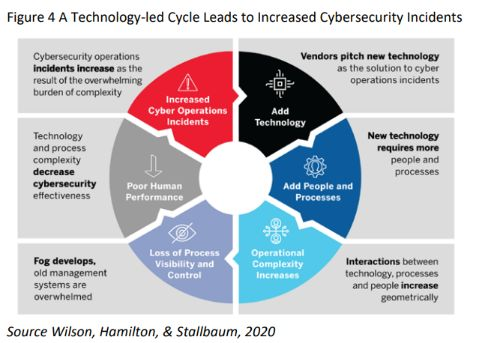 Figure 4 A Technology-led Cycle Leads to Increased Cybersecurity Incidents
Cybersecurity operations
incidents increase as the
result of the overwhelming
burden of complexity
Vendors pitch new technology
as the solution to cyber
operations incidents
Increased
Cyber Operations
Incidents
Add
Technology
Technology
and process
complexity
decrease
cybersecurity
effectiveness
Poor Human
Performance
Add People and
Processes
New technology
requires more
people and
processes
Loss of Process
Visibility and
Control
Operational
Complexity
Increases
Fog develops,
old management
systems are
overwhelmed
Interactions between
technology, processes
and people increase
geometrically
Source Wilson, Hamilton, & Stallbaum, 2020